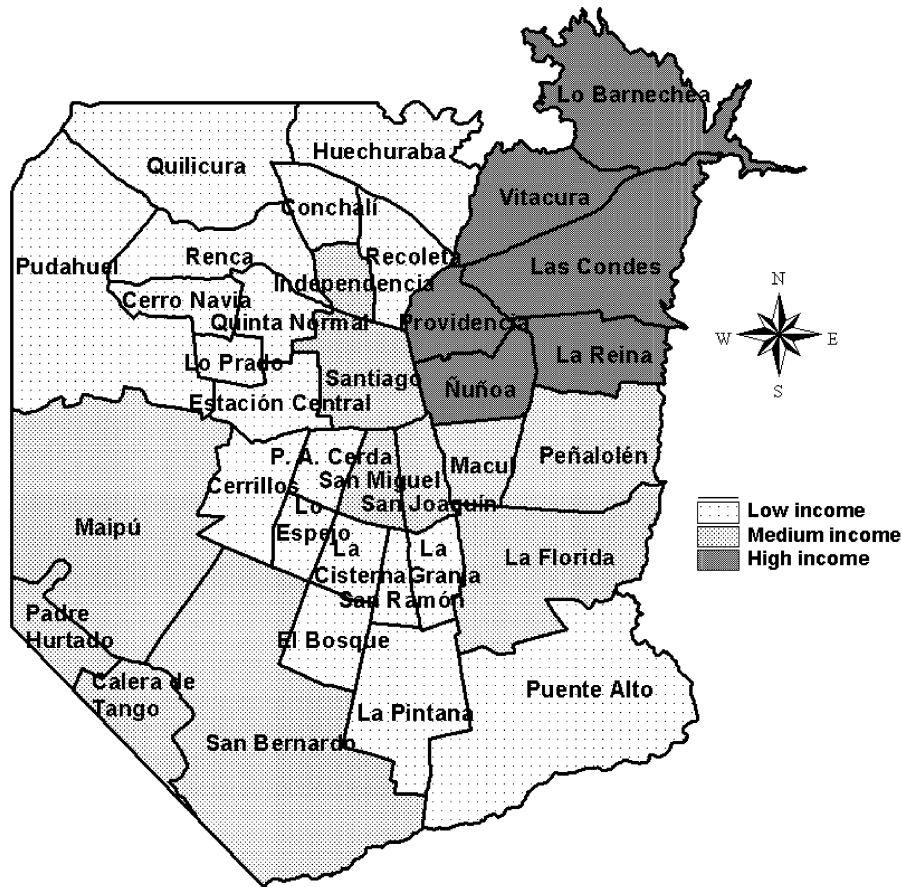 Lo Barnechea
Quilicura
Huechuraba
Vitacura
Conchalí
Pudahuel
Renca
Recoleta
Las Condes
Independencia
Cerro Navia
Quinta Normal
Providencia
La Reina
Lo Prado
Santiago
Ñuñoa
Estación Central
P. A. Cerda
Macul
Peñalolén
San Miguel
Cerrillos
San Joaquín
Lo
Espejo
Maipú
La
Cisterna
La
Granja
La Florida
San Ramón
Padre
Hurtado
El Bosque
Calera de
Tango
Puente Alto
La Pintana
San Bernardo
N
W
E
S
Low income
Medium income
High income